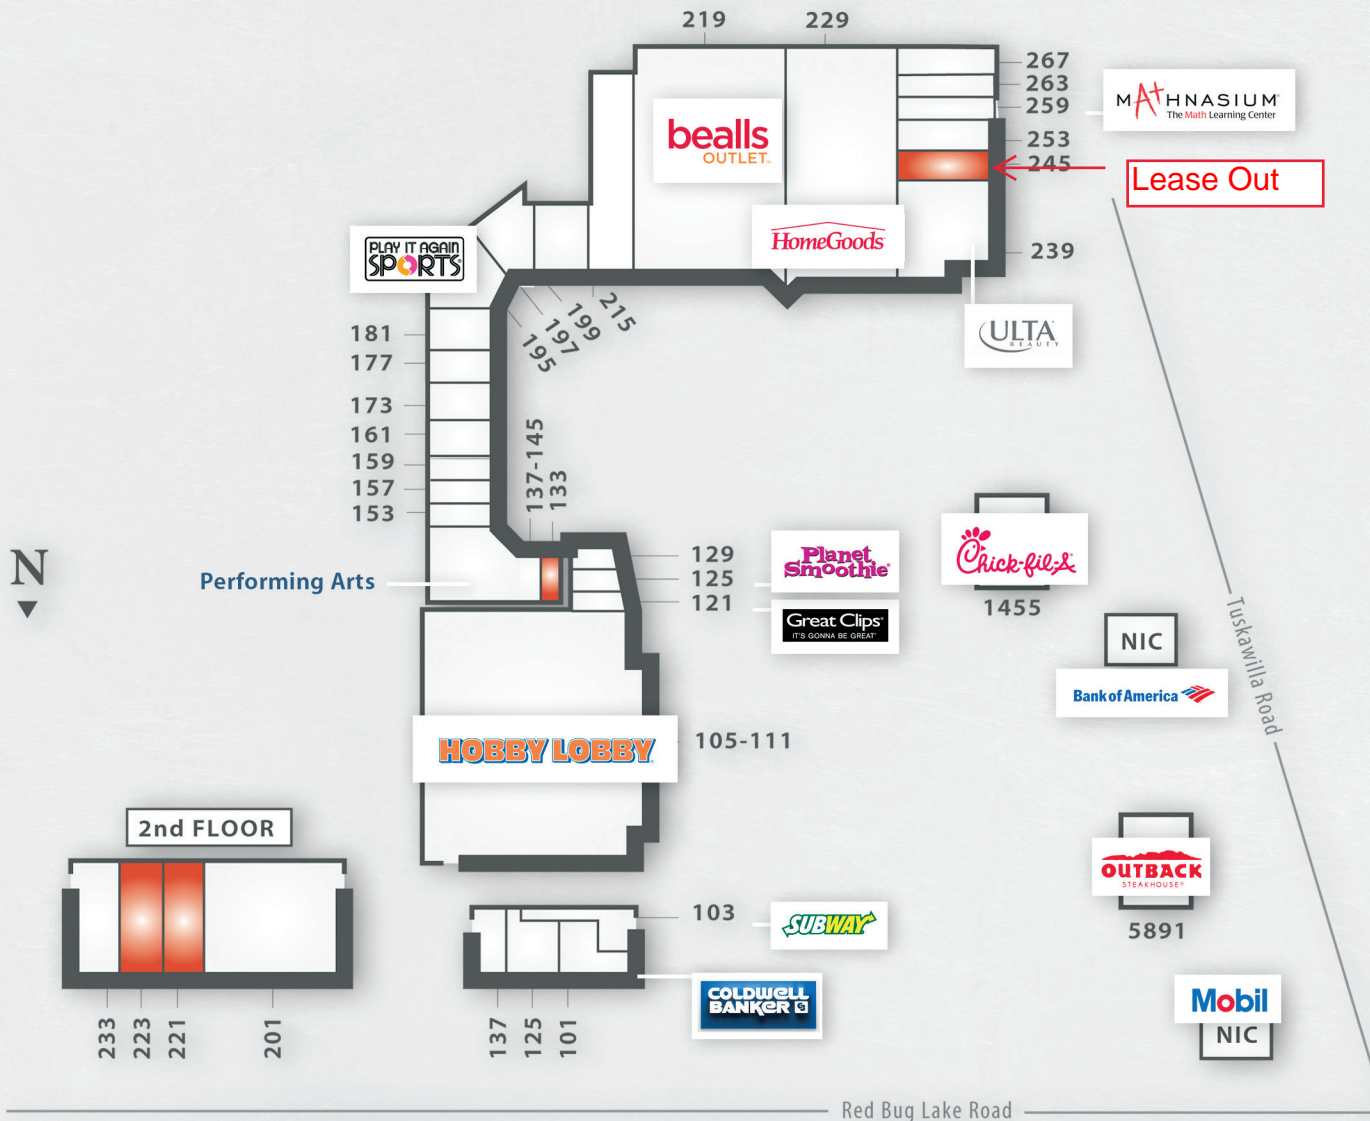 219
229
267
263
259
MA+HNASIUM
The Math Learning Center
253
245
Lease Out
bealls
OUTLET
HomeGoods
239
PLAY IT AGAIN
SPORTS
ULTA
BEAUTY
215
199
197
195
181
177
173
161
159
157
153
137-145
133
N
Performing Arts
129
125
121
Planet
Smoothie
Great Clips
IT'S GONNA BE GREAT
Chick-fil-A
1455
NIC
Bank of America
Tuskawilla Road
HOBBY LOBBY
105-111
2nd FLOOR
233
223
221
201
103
SUBWAY
COLDWELL
BANKER CB
137
125
101
OUTBACK
STEAKHOUSE®
5891
Mobil
NIC
Red Bug Lake Road